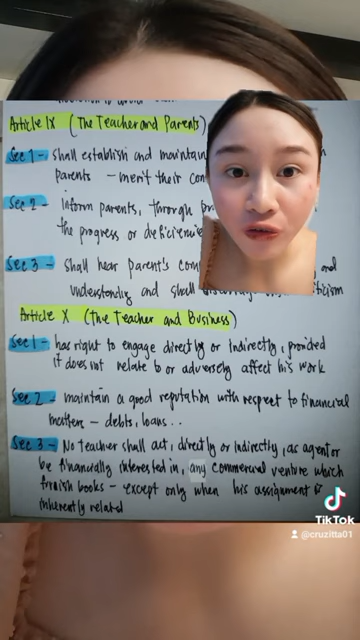 Article IX (The Teacher and Parents)
Sec 1 - shall establish and maintain
parents - merit their con
Sec 2 - Inform parents, through
the progress or deficiencie
Sec 3 - shall hear parent's com and
understanding and shall
Article X (The Teacher and Business)
Sec 1 - has right to engage directly or indirectly, provided
it does not relate to or adversely affect his work
Sec 2 - maintain a good reputation with respect to financial
matters - debts, loans ..
Sec 3 - No teacher shall act, directly or indirectly, as agent or
be financially interested in, any commercial venture which
furnish books - except only when his assignment is
inherently related
TikTok
@cruzitta01